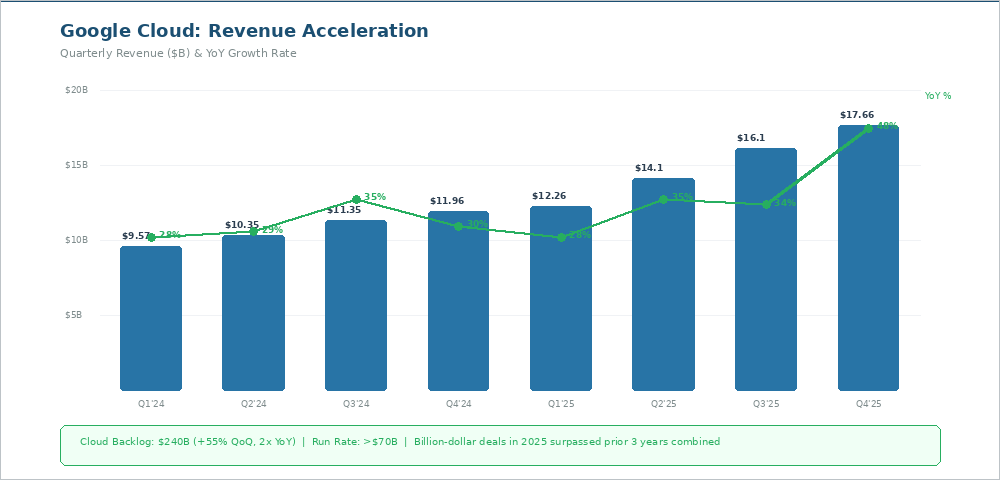 Google Cloud: Revenue Acceleration
Quarterly Revenue ($B) & YoY Growth Rate
$20B
YoY %
$17.66
48%
$16.1
$15B
$14.1
35%
35%
34%
$12.26
$11.96
$11.35
30%
28%
$10.35
29%
$9.57
28%
$10B
$5B
Q1'24
Q2'24
Q3'24
Q4'24
Q1'25
Q2'25
Q3'25
Q4'25
Cloud Backlog: $240B (+55% QoQ, 2x YoY) | Run Rate: >$70B | Billion-dollar deals in 2025 surpassed prior 3 years combined